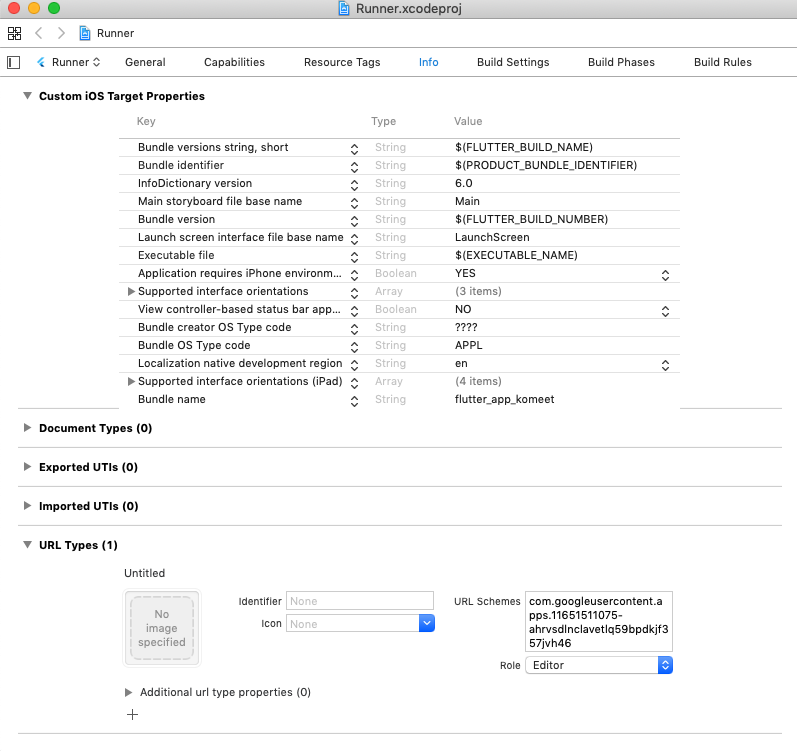 Runner.xcodeproj
Runner
Runner General Capabilities Resource Tags Info Build Settings Build Phases Build Rules
Custom iOS Target Properties
Key Type Value
Bundle versions string, short String $(FLUTTER_BUILD_NAME)
Bundle identifier String $(PRODUCT_BUNDLE_IDENTIFIER)
InfoDictionary version String 6.0
Main storyboard file base name String Main
Bundle version String $(FLUTTER_BUILD_NUMBER)
Launch screen interface file base name String LaunchScreen
Executable file String $(EXECUTABLE_NAME)
Application requires iPhone environm... Boolean YES
Supported interface orientations Array (3 items)
View controller-based status bar app... Boolean NO
Bundle creator OS Type code String ????
Bundle OS Type code String APPL
Localization native development region String en
Supported interface orientations (iPad) Array (4 items)
Bundle name String flutter_app_komeet
Document Types (0)
Exported UTIs (0)
Imported UTIs (0)
URL Types (1)
Untitled
No
image
specified
Identifier None
Icon None
URL Schemes
com.googleusercontent.a
pps.11651511075-
ahrvsdlnclavetlq59bpdkjf3
57jvh46
Role Editor
Additional url type properties (0)